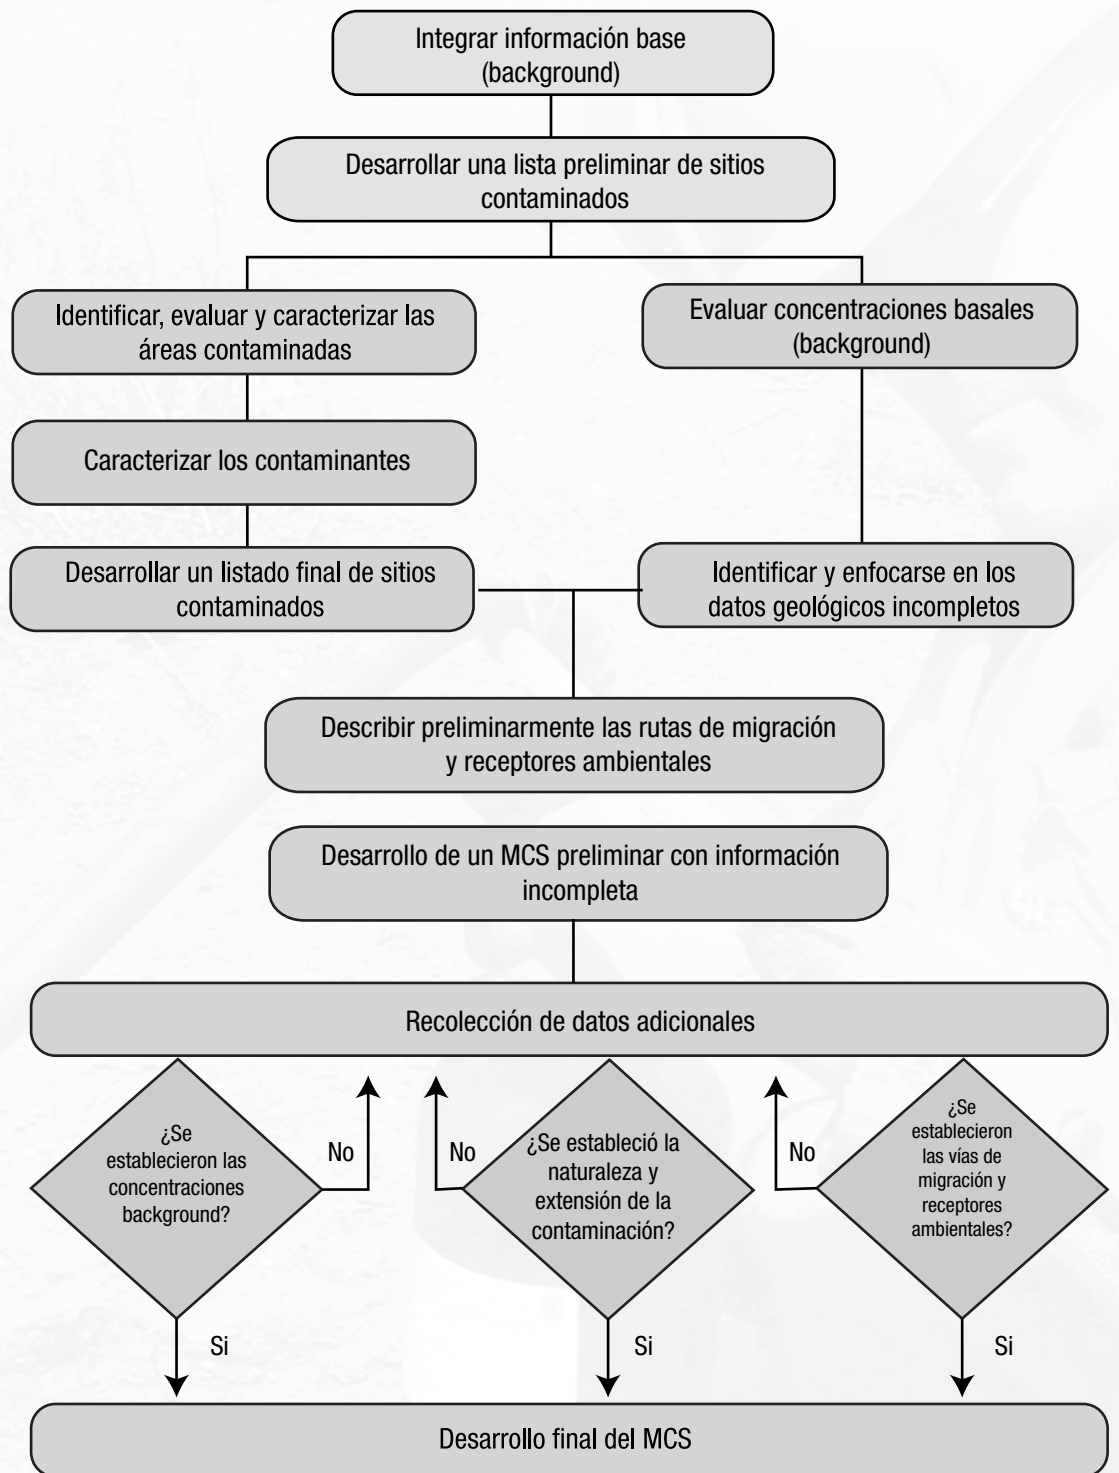 Integrar información base
(background)
Desarrollar una lista preliminar de sitios
contaminados
Identificar, evaluar y caracterizar las
áreas contaminadas
Evaluar concentraciones basales
(background)
Caracterizar los contaminantes
Desarrollar un listado final de sitios
contaminados
Identificar y enfocarse en los
datos geológicos incompletos
Describir preliminarmente las rutas de migración
y receptores ambientales
Desarrollo de un MCS preliminar con información
incompleta
Recolección de datos adicionales
¿Se
establecieron las
concentraciones
background?
No
No
¿Se estableció la
naturaleza y
extensión de la
contaminación?
No
¿Se
establecieron
las vías de
migración y
receptores
ambientales?
Si
Si
Si
Desarrollo final del MCS